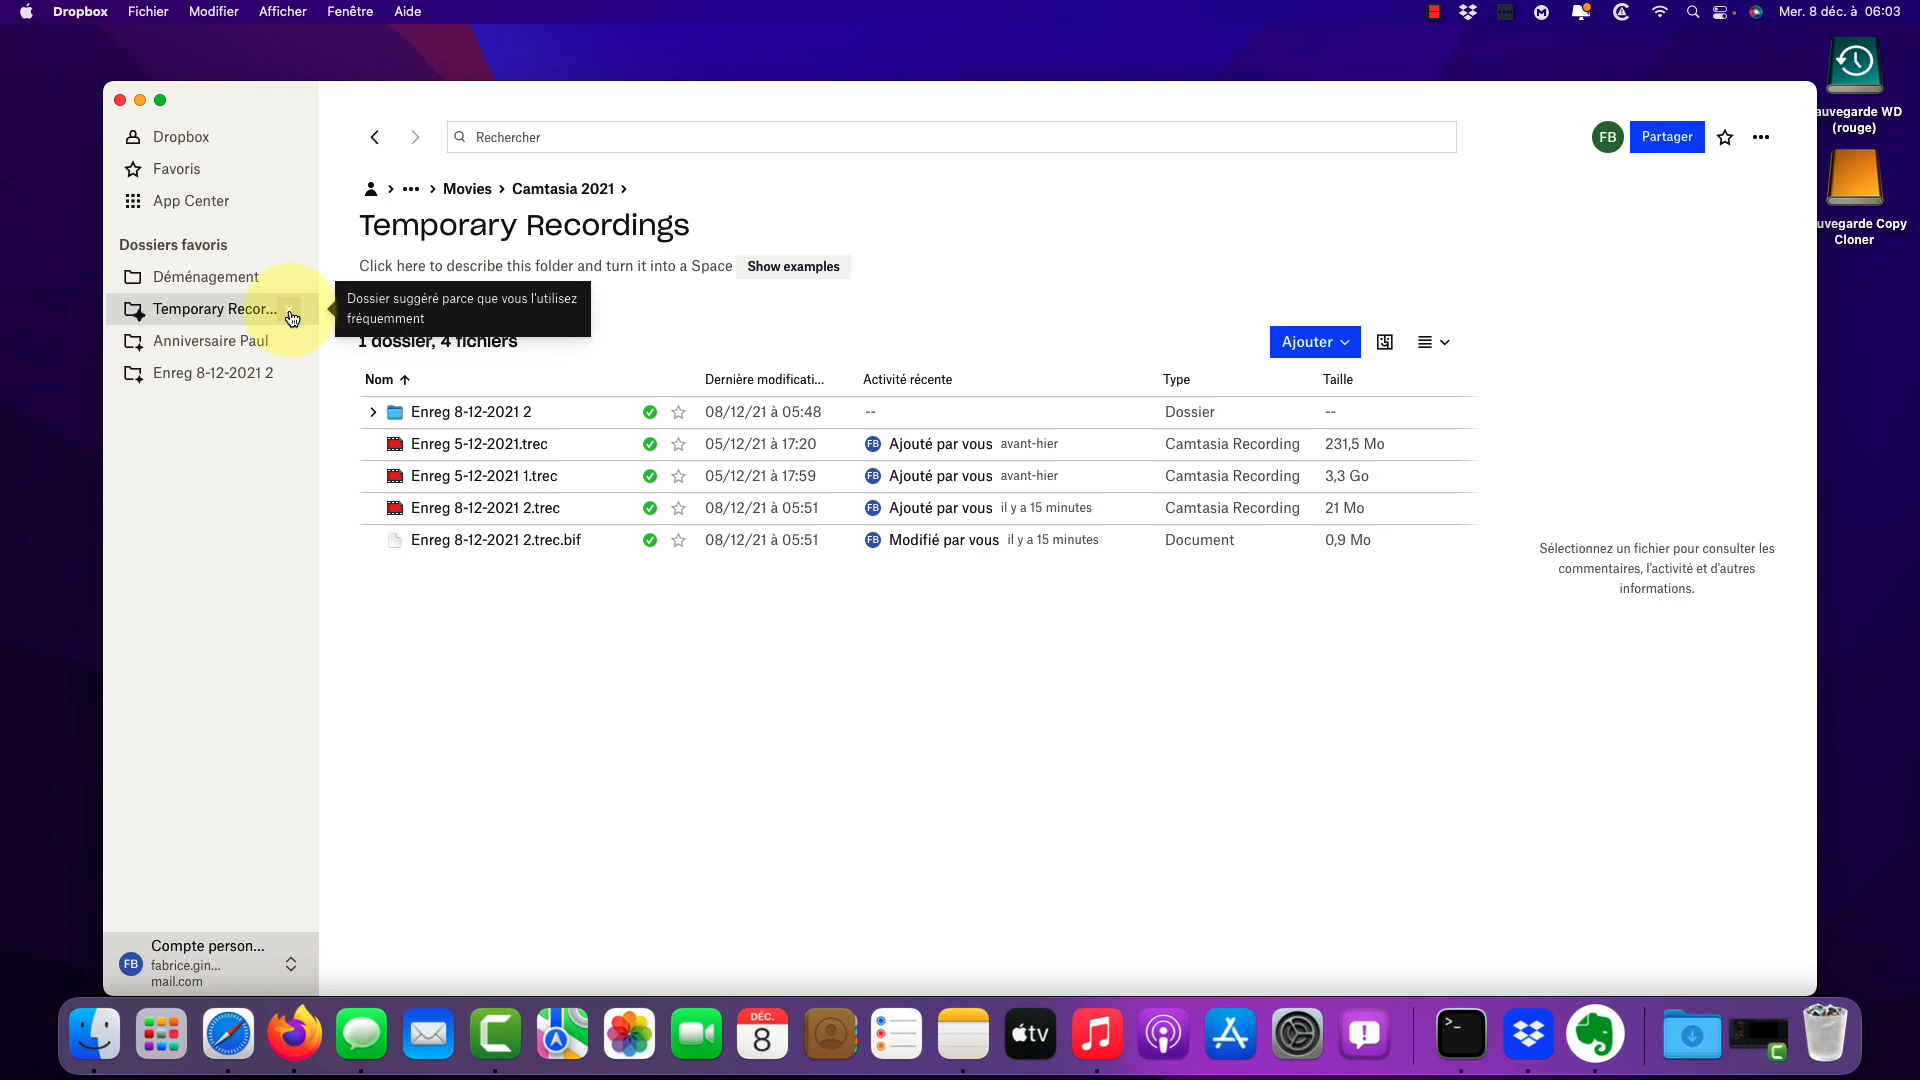 Dropbox Fichier Modifier Afficher Fenêtre Aide
Mer. 8 déc. à 06:03
auvegarde WD
(rouge)
uvegarde Copy
Cloner
Dropbox
Favoris
App Center
Dossiers favoris
Déménagement
Temporary Recor...
Anniversaire Paul
Enreg 8-12-2021 2
Compte person...
FB
fabrice.gin...
mail.com
Rechercher
FB
Partager
Movies Camtasia 2021
Temporary Recordings
Click here to describe this folder and turn it into a Space Show examples
Dossier suggéré parce que vous l'utilisez
fréquemment
1 dossier, 4 fichiers
Ajouter
Nom Dernière modificati... Activité récente Type Taille
Enreg 8-12-2021 2 08/12/21 à 05:48 -- Dossier --
Enreg 5-12-2021.trec 05/12/21 à 17:20 FB Ajouté par vous avant-hier Camtasia Recording 231,5 Mo
Enreg 5-12-2021 1.trec 05/12/21 à 17:59 FB Ajouté par vous avant-hier Camtasia Recording 3,3 Go
Enreg 8-12-2021 2.trec 08/12/21 à 05:51 FB Ajouté par vous il y a 15 minutes Camtasia Recording 21 Mo
Enreg 8-12-2021 2.trec.bif 08/12/21 à 05:51 FB Modifié par vous il y a 15 minutes Document 0,9 Mo
Sélectionnez un fichier pour consulter les
commentaires, l'activité et d'autres
informations.
DÉC.
8
tv